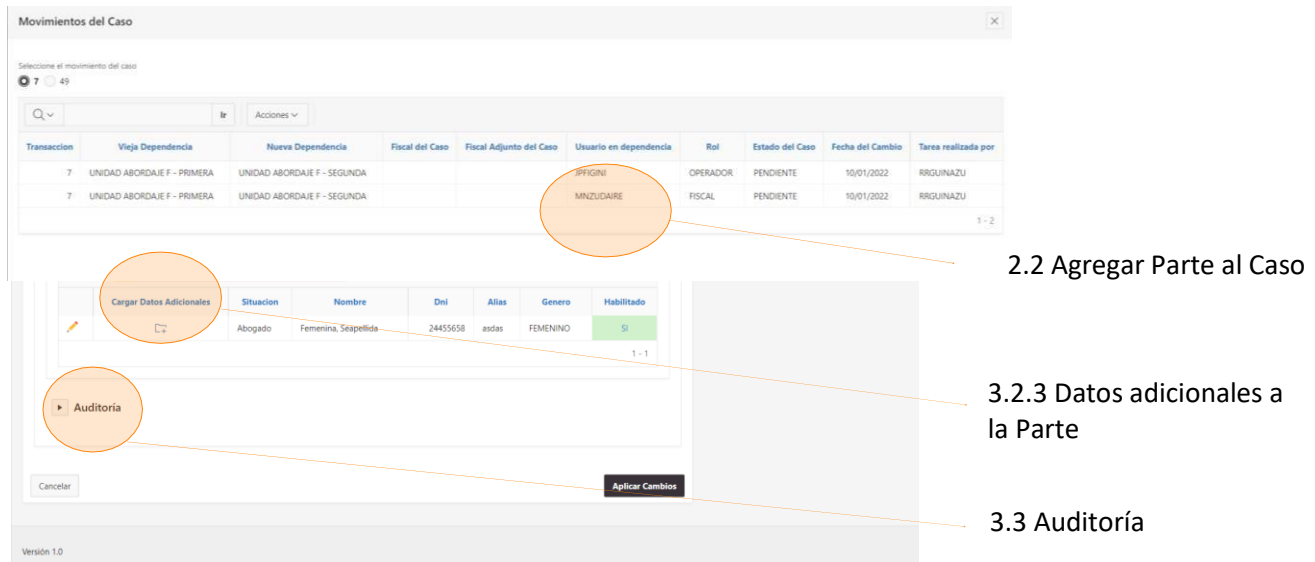 Movimientos del Caso
Seleccione el movimiento del caso
7 49
Ir Acciones
Transaccion Vieja Dependencia Nueva Dependencia Fiscal del Caso Fiscal Adjunto del Caso Usuario en dependencia Rol Estado del Caso Fecha del Cambio Tarea realizada por
7 UNIDAD ABORDAJE F - PRIMERA UNIDAD ABORDAJE F - SEGUNDA JPFIGINI OPERADOR PENDIENTE 10/01/2022 RRGUINAZU
7 UNIDAD ABORDAJE F - PRIMERA UNIDAD ABORDAJE F - SEGUNDA MNZUDAIRE FISCAL PENDIENTE 10/01/2022 RRGUINAZU
1 - 2
2.2 Agregar Parte al Caso
Cargar Datos Adicionales Situacion Nombre Dni Alias Genero Habilitado
Abogado Femenina, Seapellida 24455658 asdas FEMENINO SI
1 - 1
3.2.3 Datos adicionales a
la Parte
Auditoría
Cancelar Aplicar Cambios
3.3 Auditoría
Versión 1.0